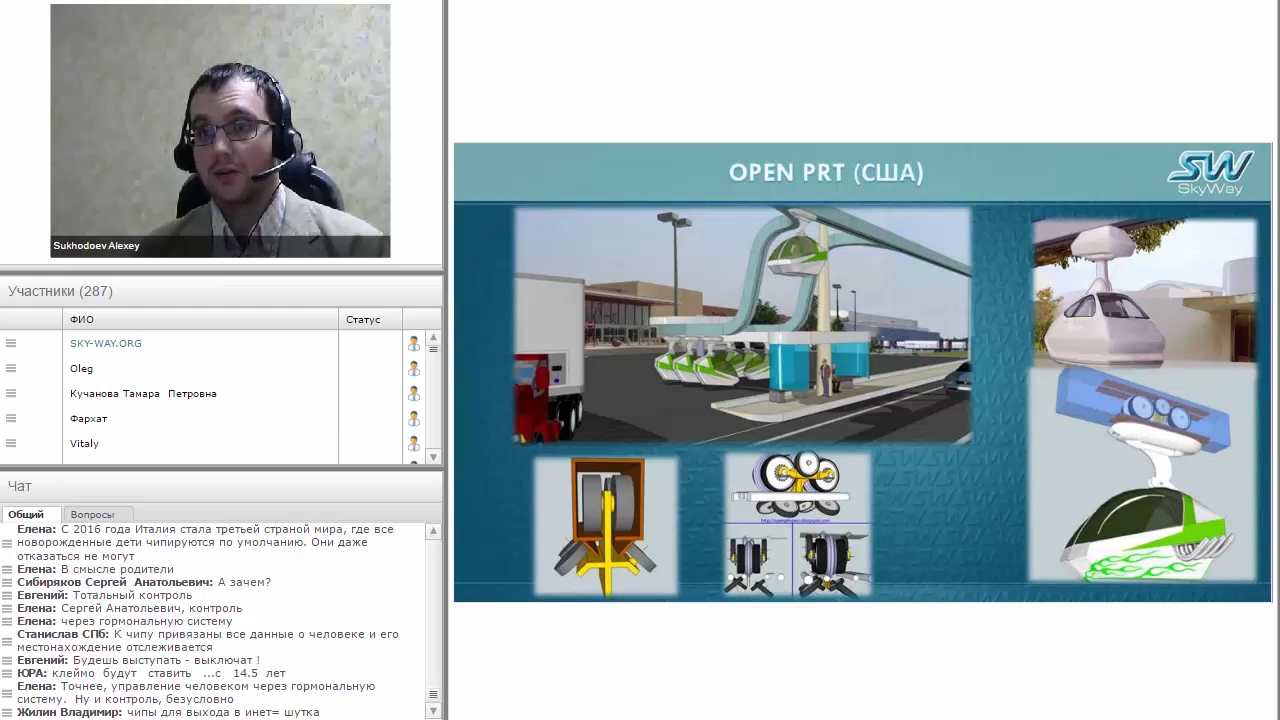 Sukhodoev Alexey
Участники (287)
ФИО
Статус
SKY-WAY.ORG
Oleg
Кучанова Тамара Петровна
Фархат
Vitaly
Чат
Общий
Вопросы
Елена: С 2016 года Италия стала третьей страной мира, где все
новорожденные дети чипируются по умолчанию. Они даже
отказаться не могут
Елена: В смысле родители
Сибиряков Сергей Анатольевич: А зачем?
Евгений: Тотальный контроль
Елена: Сергей Анатольевич, контроль
Елена: через гормональную систему
Станислав СПб: К чипу привязаны все данные о человеке и его
местонахождение отслеживается
Евгений: Будешь выступать - выключат !
ЮРА: клеймо будут ставить ...с 14.5 лет
Елена: Точнее, управление человеком через гормональную
систему. Ну и контроль, безусловно
Жилин Владимир: чипы для выхода в инет= шутка
OPEN PRT (США)
SW
SkyWay